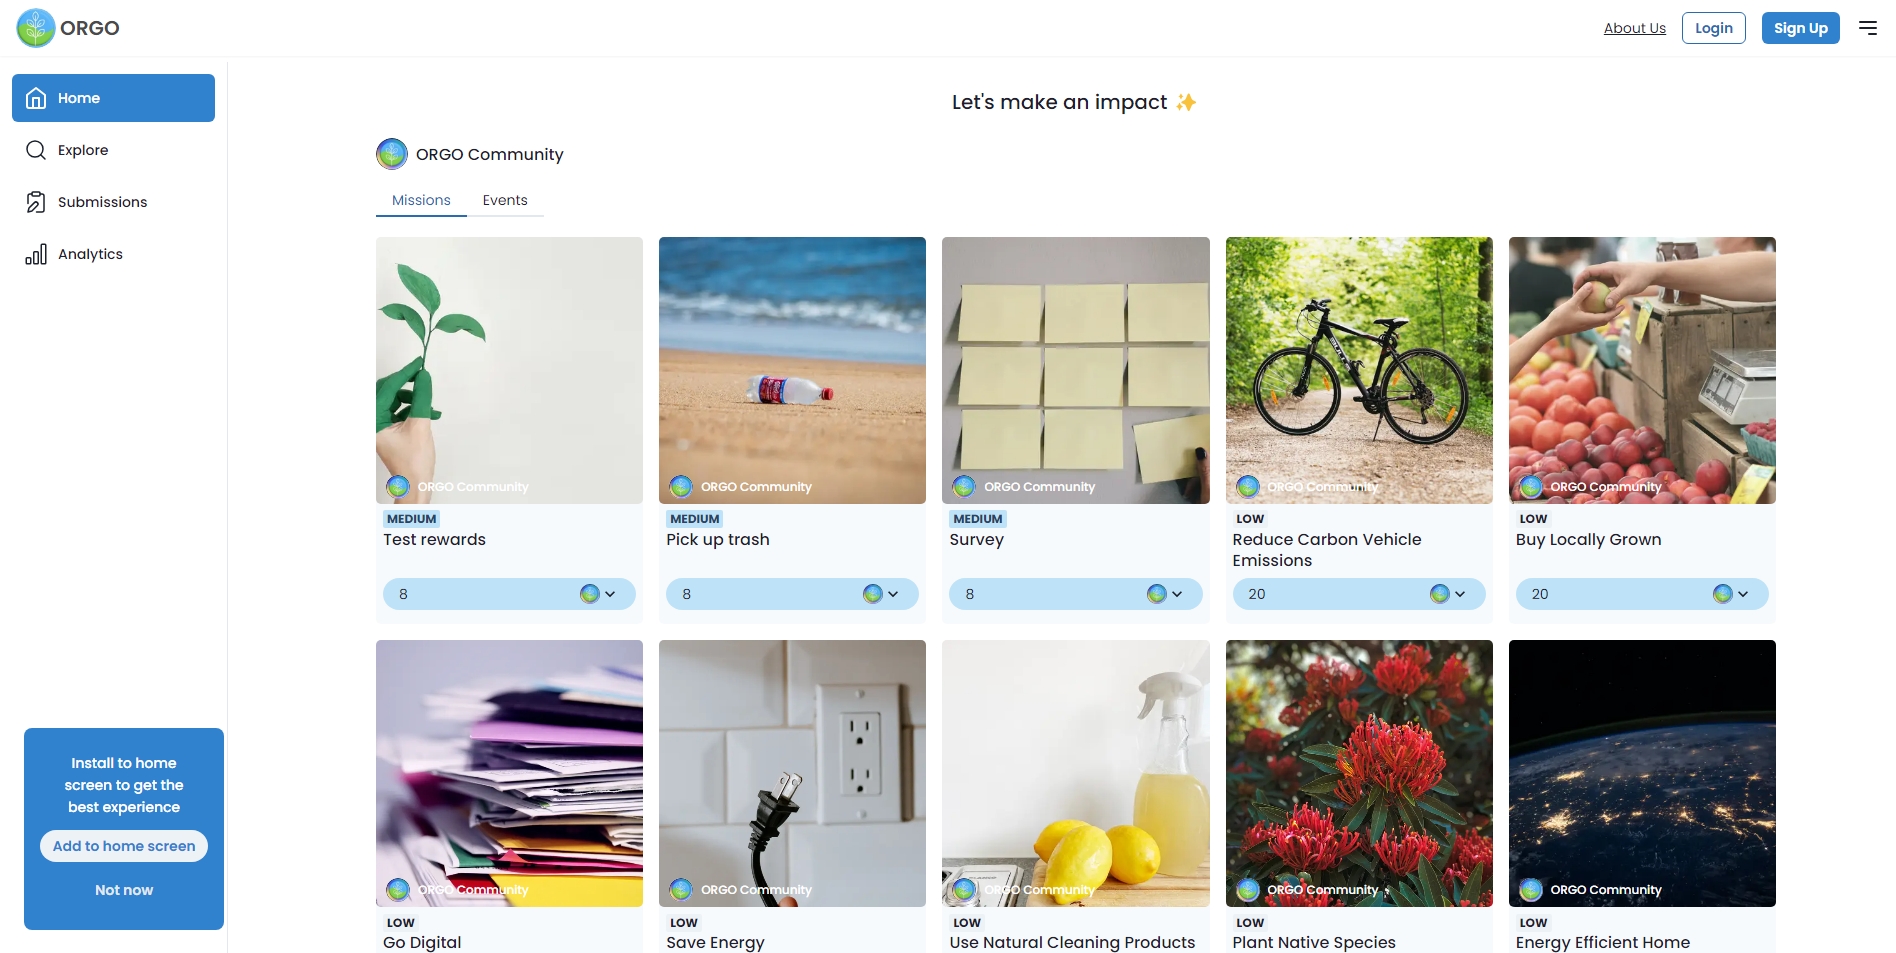 ORGO
About Us
Login
Sign Up
Home
Explore
Submissions
Analytics
Let's make an impact ✨
ORGO Community
Missions
Events
ORGO Community
ORGO Community
ORGO Community
ORGO Community
ORGO Community
MEDIUM
MEDIUM
MEDIUM
LOW
LOW
Test rewards
Pick up trash
Survey
Reduce Carbon Vehicle
Emissions
Buy Locally Grown
8
8
8
20
20
ORGO Community
ORGO Community
ORGO Community
ORGO Community
ORGO Community
LOW
LOW
LOW
LOW
LOW
Go Digital
Save Energy
Use Natural Cleaning Products
Plant Native Species
Energy Efficient Home
Install to home
screen to get the
best experience
Add to home screen
Not now